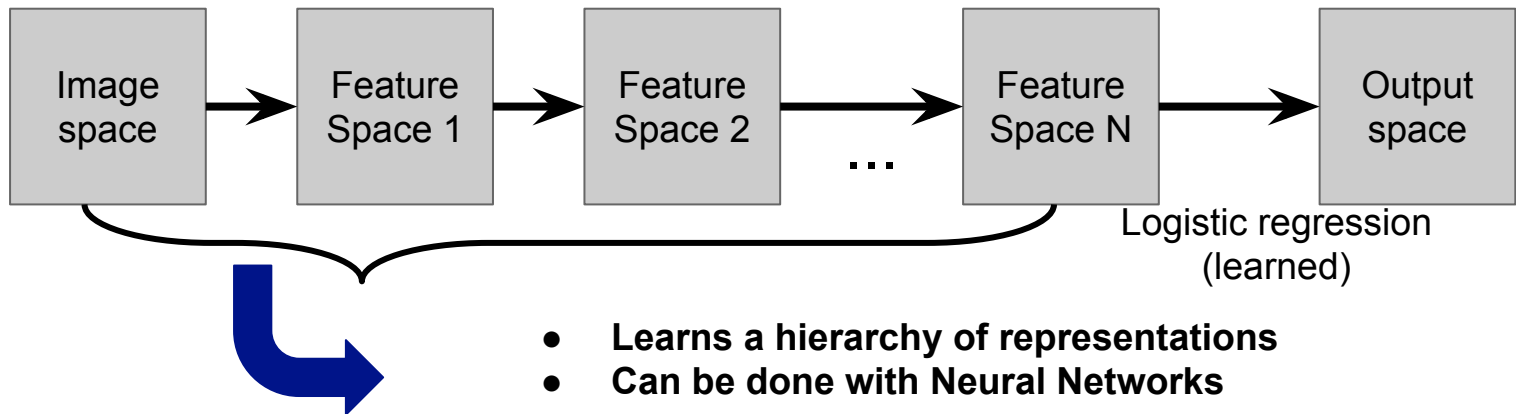 Image
space
Feature
Space 1
Feature
Space 2
...
Feature
Space N
Output
space
Logistic regression
(learned)
● Learns a hierarchy of representations
● Can be done with Neural Networks